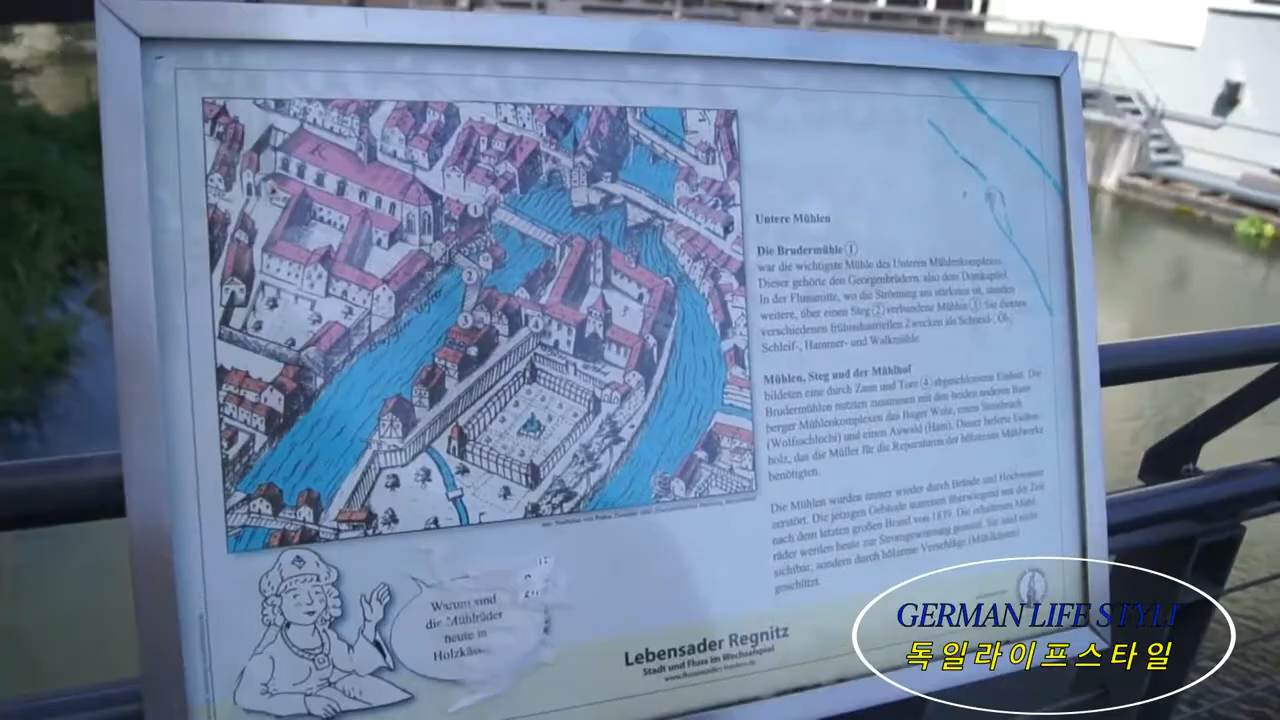 Untere Mühlen
Die Brudermühle ①
war die wichtigste Mühle des Unteren Mühlenkomplexes.
Dieser gehörte den Georgenbrüdern, also dem Domkapitel.
In der Flussmitte, wo die Strömung am stärksten ist, standen
weitere, über einen Steg ② verbundene Mühlen ③. Sie dienten
verschiedenen frühindustriellen Zwecken als Schneid-, Öl-,
Schleif-, Hammer- und Walkmühle.
Mühlen, Steg und der Mühlhof
bildeten eine durch Zaun und Tore ④ abgeschlossene Einheit. Die
Brudermühlen nutzten zusammen mit den beiden anderen Bam-
berger Mühlenkomplexen das Buger Wehr, einen Steinbruch
(Wolfsschlucht) und einen Auwald (Hain). Dieser lieferte Eichen-
holz, das die Müller für die Reparaturen der hölzernen Mühlwerke
benötigten.
Die Mühlen wurden immer wieder durch Brände und Hochwasser
zerstört. Die jetzigen Gebäude stammen überwiegend aus der Zeit
nach dem letzten großen Brand von 1879. Die erhaltenen Mühl-
räder werden heute zur Stromgewinnung genutzt. Sie sind nicht
sichtbar, sondern durch hölzerne Verschläge (Mühlkästen)
geschützt.
Warum sind
die Mühlräder
heute in
Lebensader Regnitz
Stadt und Fluss im Wechselspiel
GERMAN LIFE STYLE
독일라이프스타일